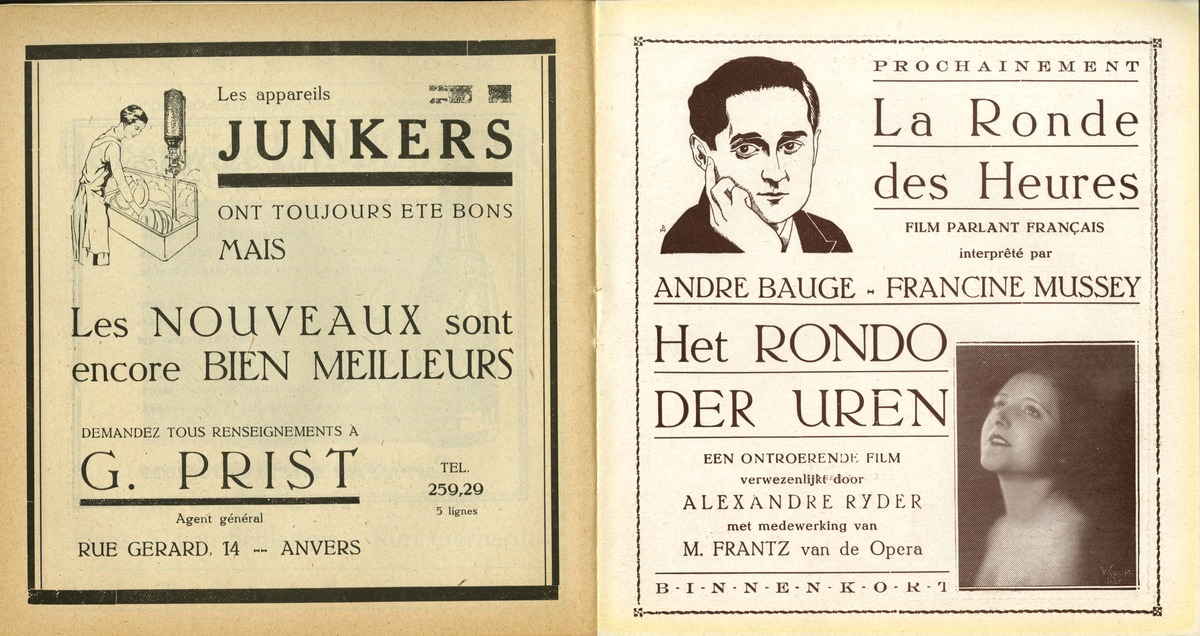 Les appareils
JUNKERS
ONT TOUJOURS ETE BONS
MAIS
Les NOUVEAUX sont
encore BIEN MEILLEURS
DEMANDEZ TOUS RENSEIGNEMENTS A
G. PRIST
Agent général
RUE GERARD, 14 -- ANVERS
TEL.
259,29
5 lignes
PROCHAINEMENT
La Ronde
des Heures
FILM PARLANT FRANÇAIS
interprêté par
ANDRE BAUGE - FRANCINE MUSSEY
Het RONDO
DER UREN
EEN ONTROERENDE FILM
verwezenlijkt door
ALEXANDRE RYDER
met medewerking van
M. FRANTZ van de Opera
B-I-N-N-E-N-K-O-R-T